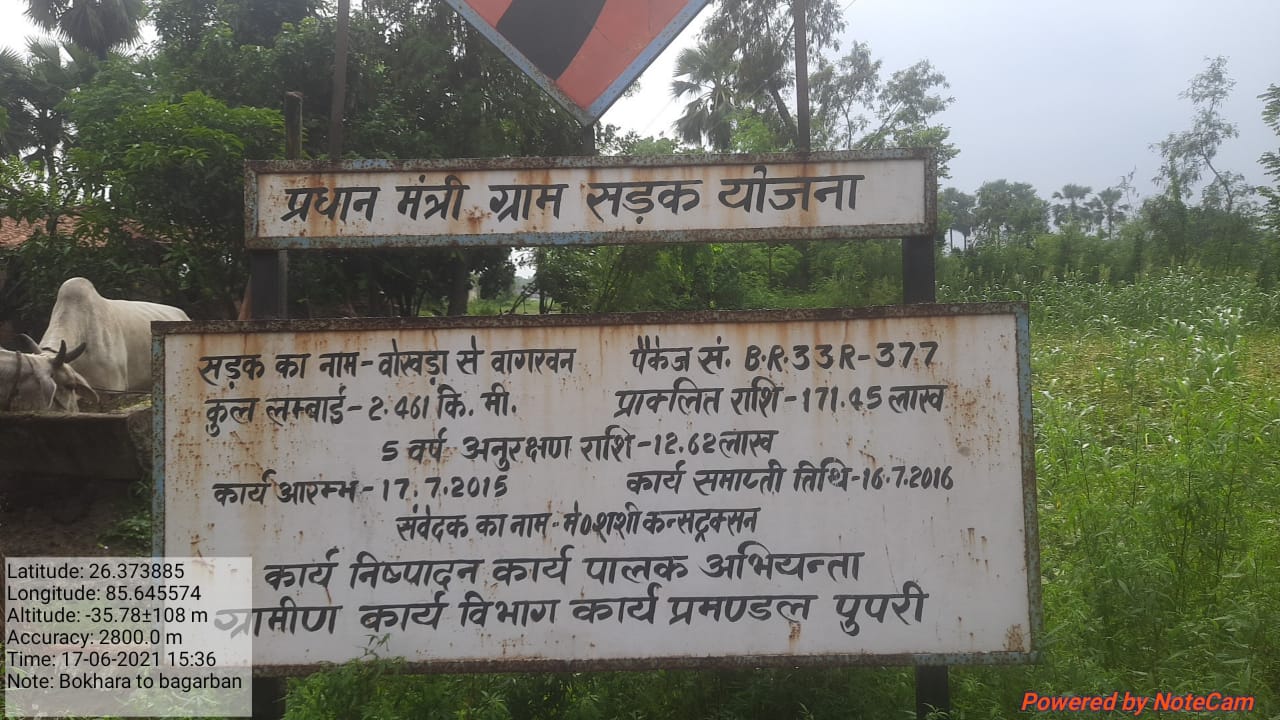 प्रधान मंत्री ग्राम सड़क योजना
सड़क का नाम-वोखड़ा से वागरवन पैकेज सं. B.R.33R-377
कुल लम्बाई-2.461 कि. मी. प्राक्लित राशि-171.45 लाख
5 वर्ष अनुरक्षण राशि-12.62 लाख
कार्य आरम्भ-17.7.2015 कार्य समाप्ती तिथि-16.7.2016
संवेदक का नाम-मे० शशी कन्सट्रक्सन
कार्य निष्पादन कार्य पालक अभियन्ता
ग्रामीण कार्य विभाग कार्य प्रमण्डल पुपरी
Latitude: 26.373885
Longitude: 85.645574
Altitude: -35.78±108 m
Accuracy: 2800.0 m
Time: 17-06-2021 15:36
Note: Bokhara to bagarban
Powered by NoteCam